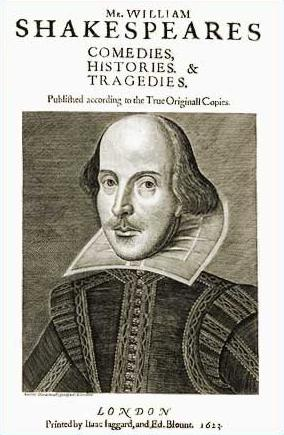 Mr. WILLIAM
SHAKESPEARES
COMEDIES,
HISTORIES. &
TRAGEDIES.
Publiſhed according to the True Originall Copies.
LONDON
Printed by Iſaac Iaggard, and Ed. Blount. 1623